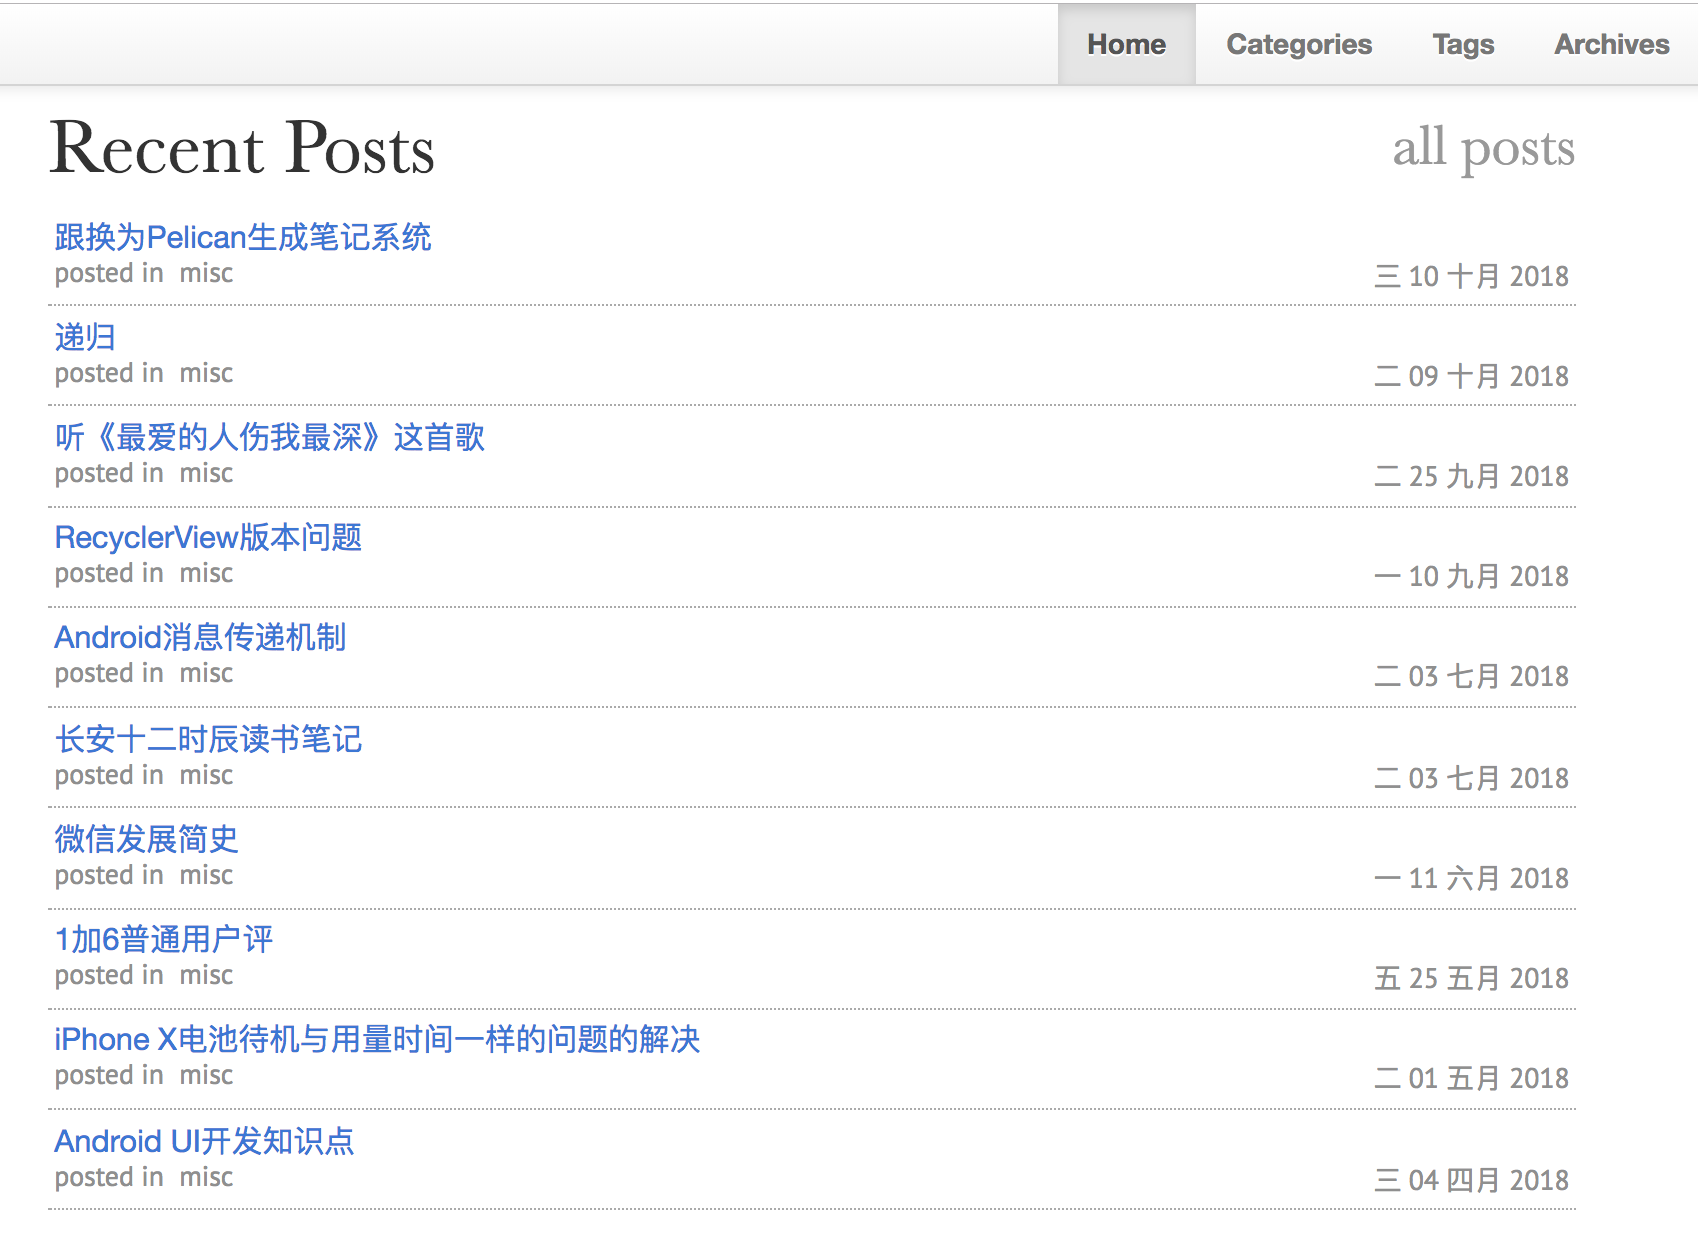 Home Categories Tags Archives
Recent Posts all posts
跟换为Pelican生成笔记系统
posted in misc 三 10 十月 2018
递归
posted in misc 二 09 十月 2018
听《最爱的人伤我最深》这首歌
posted in misc 二 25 九月 2018
RecyclerView版本问题
posted in misc 一 10 九月 2018
Android消息传递机制
posted in misc 二 03 七月 2018
长安十二时辰读书笔记
posted in misc 二 03 七月 2018
微信发展简史
posted in misc 一 11 六月 2018
1加6普通用户评
posted in misc 五 25 五月 2018
iPhone X电池待机与用量时间一样的问题的解决
posted in misc 二 01 五月 2018
Android UI开发知识点
posted in misc 三 04 四月 2018